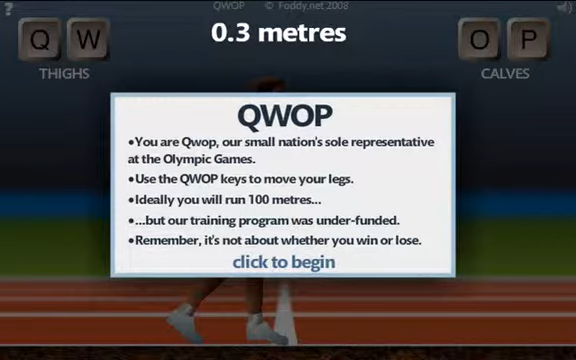 ?
QWOP © Foddy.net 2008
Q W
0.3 metres
O P
THIGHS
CALVES
QWOP
•You are Qwop, our small nation's sole representative
at the Olympic Games.
•Use the QWOP keys to move your legs.
•Ideally you will run 100 metres...
•...but our training program was under-funded.
•Remember, it's not about whether you win or lose.
click to begin